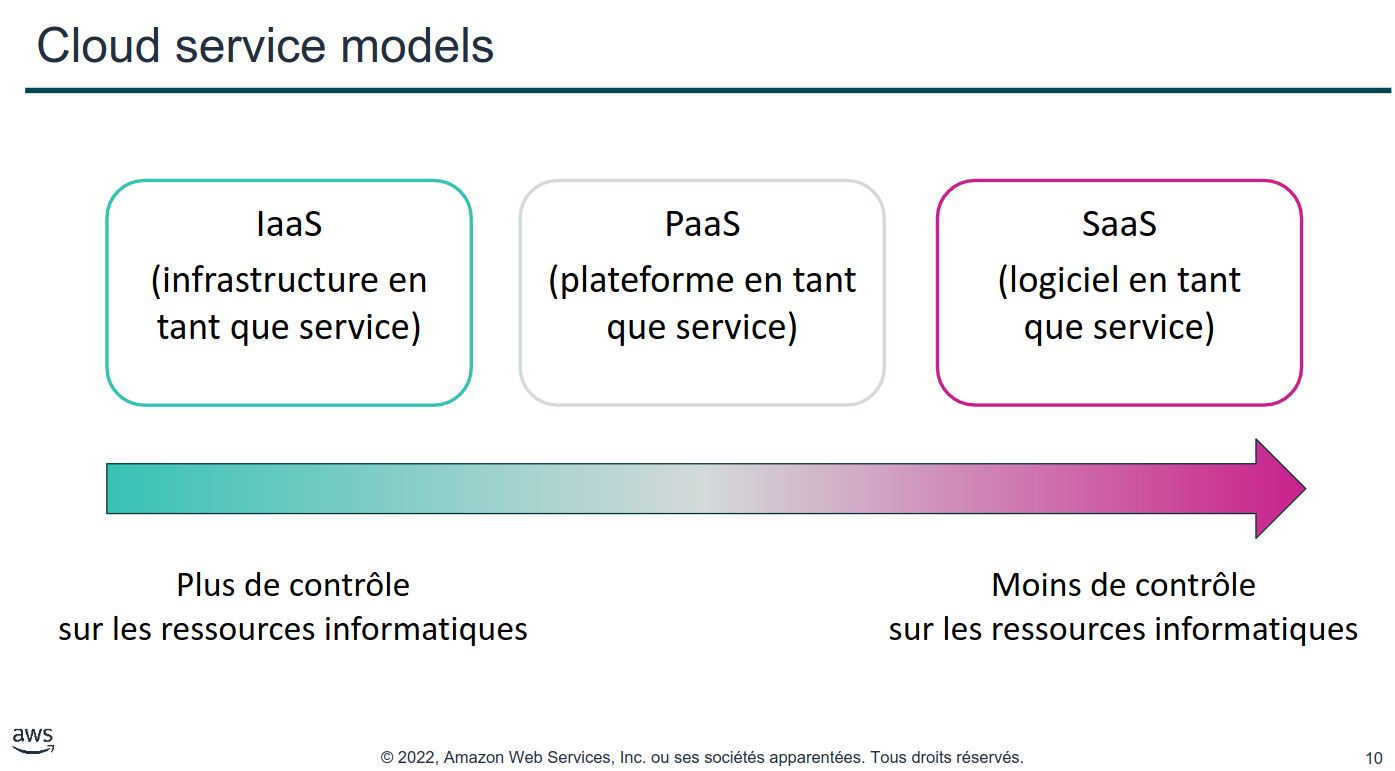 Cloud service models
IaaS
(infrastructure en
tant que service)
PaaS
(plateforme en tant
que service)
SaaS
(logiciel en tant
que service)
Plus de contrôle
sur les ressources informatiques
Moins de contrôle
sur les ressources informatiques
aws
© 2022, Amazon Web Services, Inc. ou ses sociétés apparentées. Tous droits réservés.
10